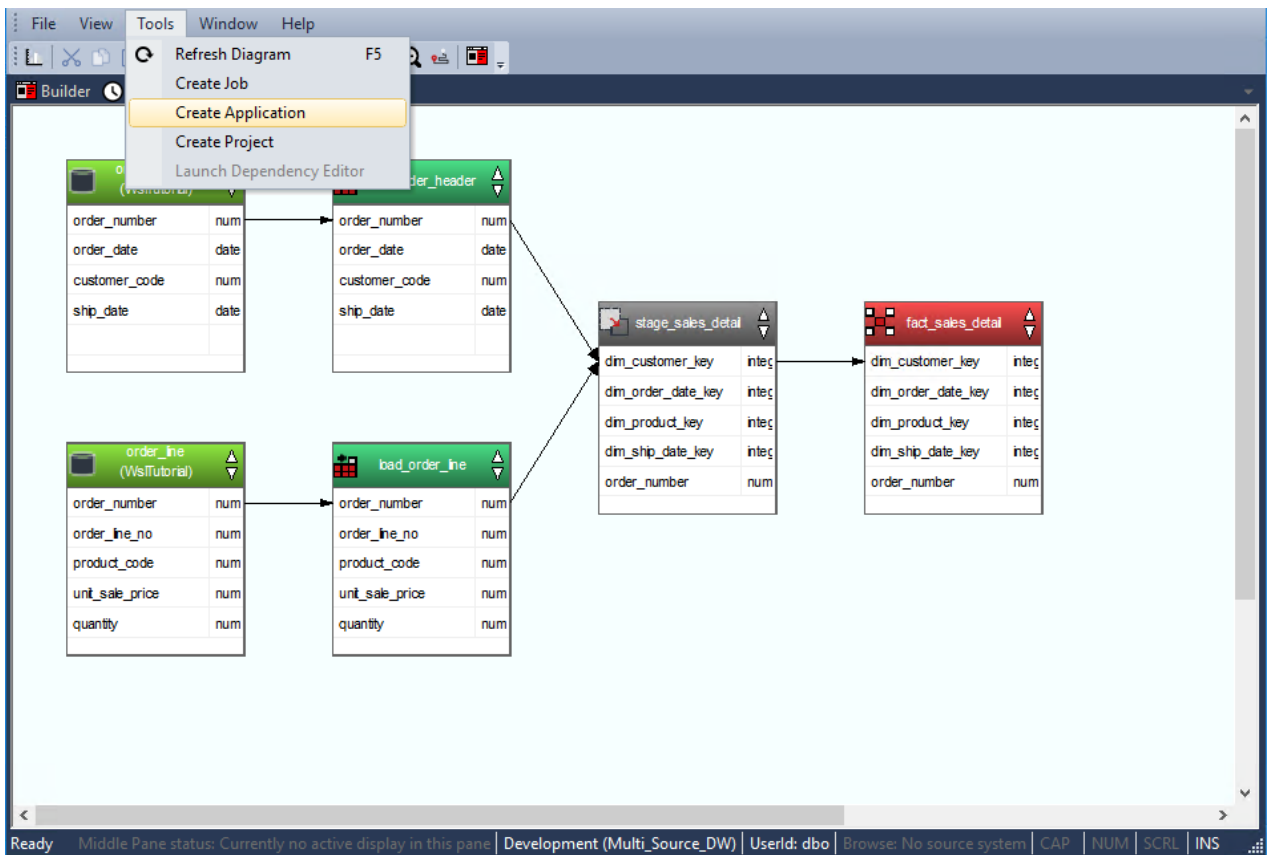 File View Tools Window Help
Refresh Diagram F5
Create Job
Builder
Create Application
Create Project
Launch Dependency Editor
(WslTutorial)
order_number num
order_date date
customer_code num
ship_date date
der_header
order_number num
order_date date
customer_code num
ship_date date
stage_sales_detail
dim_customer_key integ
dim_order_date_key integ
dim_product_key integ
dim_ship_date_key integ
order_number num
fact_sales_detail
dim_customer_key integ
dim_order_date_key integ
dim_product_key integ
dim_ship_date_key integ
order_number num
order_line
(WslTutorial)
order_number num
order_line_no num
product_code num
unit_sale_price num
quantity num
load_order_line
order_number num
order_line_no num
product_code num
unit_sale_price num
quantity num
Ready Middle Pane status: Currently no active display in this pane Development (Multi_Source_DW) UserId: dbo Browse: No source system CAP NUM SCRL INS